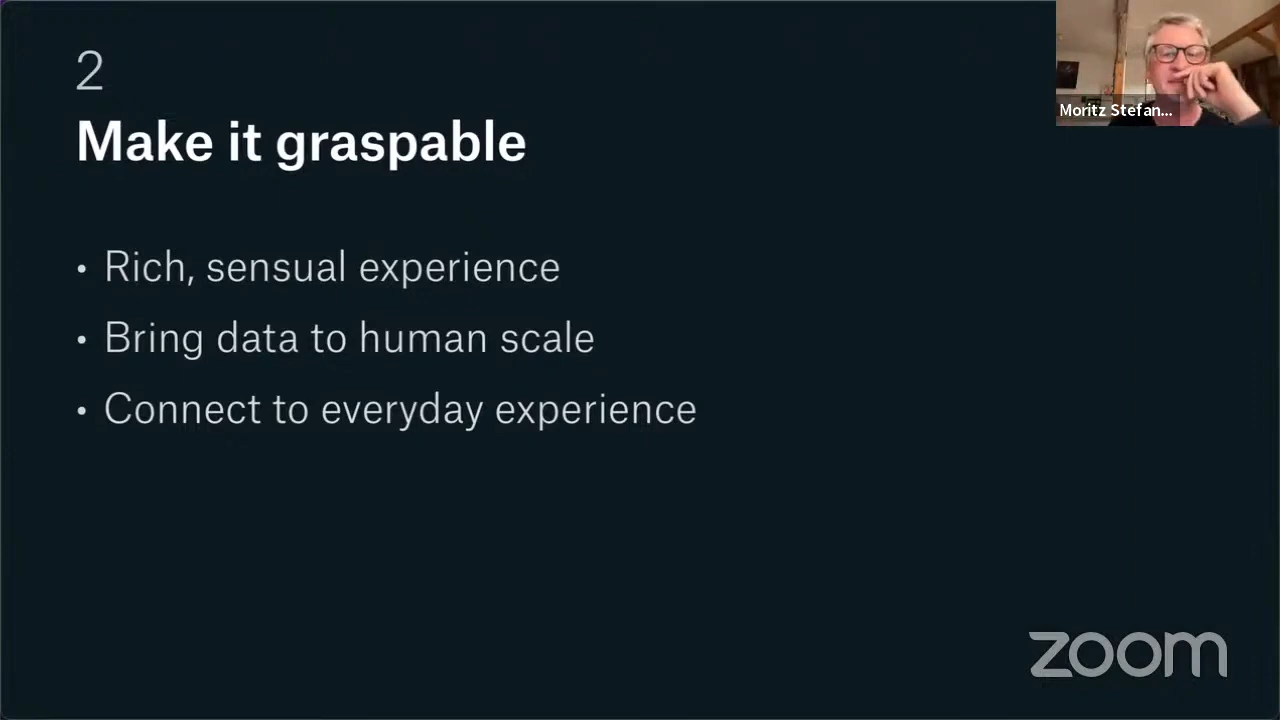 2
Make it graspable
• Rich, sensual experience
• Bring data to human scale
• Connect to everyday experience
Moritz Stefan...
zoom